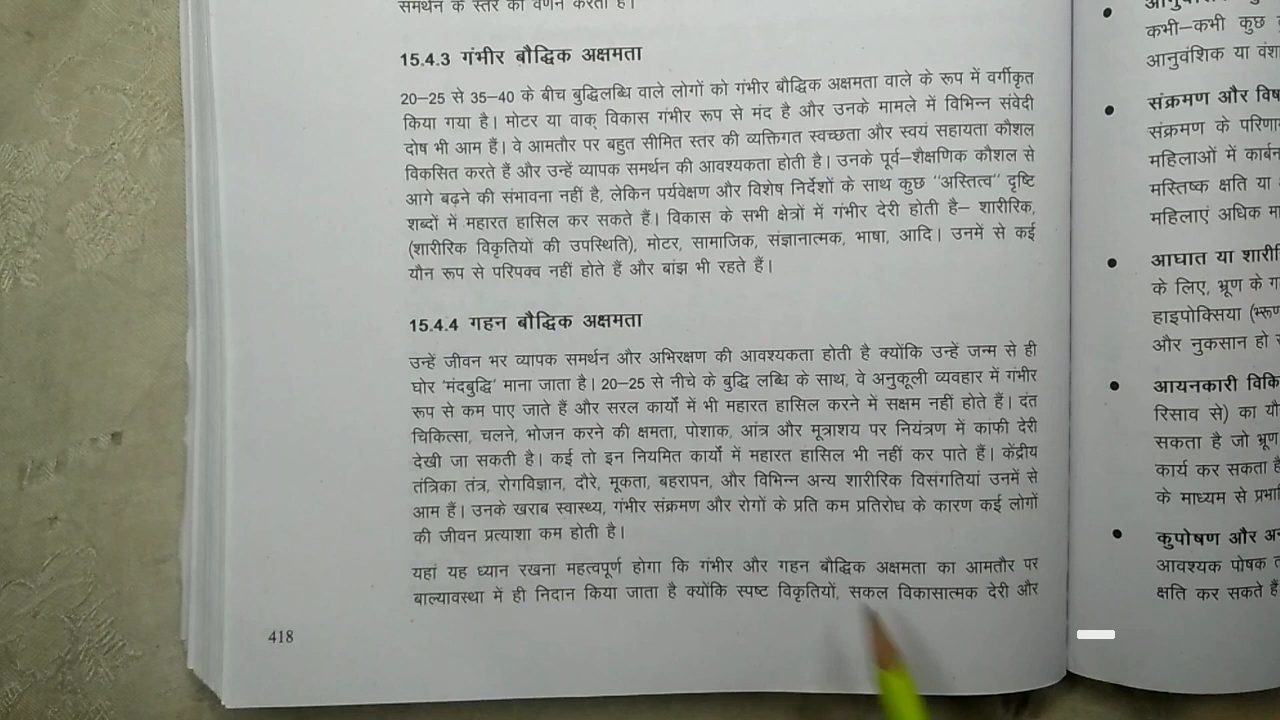 समर्थन के स्तर का वर्णन करता है।
15.4.3 गंभीर बौद्धिक अक्षमता
20–25 से 35–40 के बीच बुद्धिलब्धि वाले लोगों को गंभीर बौद्धिक अक्षमता वाले के रूप में वर्गीकृत
किया गया है। मोटर या वाक् विकास गंभीर रूप से मंद है और उनके मामले में विभिन्न संवेदी
दोष भी आम हैं। वे आमतौर पर बहुत सीमित स्तर की व्यक्तिगत स्वच्छता और स्वयं सहायता कौशल
विकसित करते हैं और उन्हें व्यापक समर्थन की आवश्यकता होती है। उनके पूर्व–शैक्षणिक कौशल से
आगे बढ़ने की संभावना नहीं है, लेकिन पर्यवेक्षण और विशेष निर्देशों के साथ कुछ "अस्तित्व" दृष्टि
शब्दों में महारत हासिल कर सकते हैं। विकास के सभी क्षेत्रों में गंभीर देरी होती है– शारीरिक,
(शारीरिक विकृतियों की उपस्थिति), मोटर, सामाजिक, संज्ञानात्मक, भाषा, आदि। उनमें से कई
यौन रूप से परिपक्व नहीं होते हैं और बांझ भी रहते हैं।
15.4.4 गहन बौद्धिक अक्षमता
उन्हें जीवन भर व्यापक समर्थन और अभिरक्षण की आवश्यकता होती है क्योंकि उन्हें जन्म से ही
घोर 'मंदबुद्धि' माना जाता है। 20–25 से नीचे के बुद्धि लब्धि के साथ, वे अनुकूली व्यवहार में गंभीर
रूप से कम पाए जाते हैं और सरल कार्यों में भी महारत हासिल करने में सक्षम नहीं होते हैं। दंत
चिकित्सा, चलने, भोजन करने की क्षमता, पोशाक, आंत्र और मूत्राशय पर नियंत्रण में कांफी देरी
देखी जा सकती है। कई तो इन नियमित कार्यों में महारत हासिल भी नहीं कर पाते हैं। केंद्रीय
तंत्रिका तंत्र, रोगविज्ञान, दौरे, मूकता, बहरापन, और विभिन्न अन्य शारीरिक विसंगतियां उनमें से
आम हैं। उनके खराब स्वास्थ्य, गंभीर संक्रमण और रोगों के प्रति कम प्रतिरोध के कारण कई लोगों
की जीवन प्रत्याशा कम होती है।
यहां यह ध्यान रखना महत्वपूर्ण होगा कि गंभीर और गहन बौद्धिक अक्षमता का आमतौर पर
बाल्यावस्था में ही निदान किया जाता है क्योंकि स्पष्ट विकृतियों, सकल विकासात्मक देरी और
418
कभी–कभी कुछ
आनुवंशिक या
• संक्रमण और
संक्रमण के
महिलाओं में
मस्तिष्क क्षति या
महिलाएं अधिक
• आघात या
के लिए, भ्रूण के
हाइपोक्सिया
और नुकसान हो
• आयनकारी
रिसाव से) का
सकता है जो भ्रूण
कार्य कर सकता है
के माध्यम से
• कुपोषण और
आवश्यक पोषक
क्षति कर सकते हैं